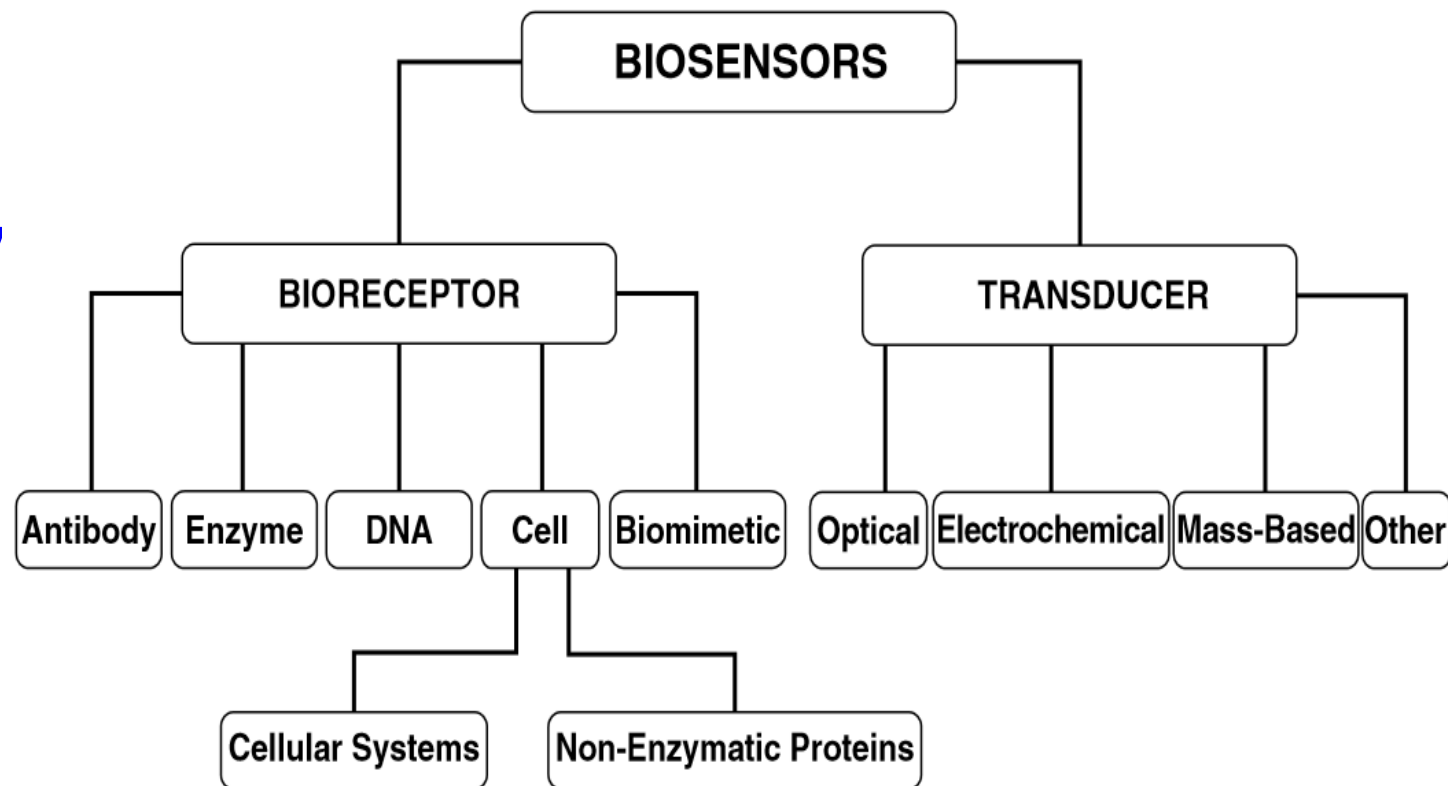 BIOSENSORS
BIORECEPTOR
TRANSDUCER
Antibody
Enzyme
DNA
Cell
Biomimetic
Optical
Electrochemical
Mass-Based
Other
Cellular Systems
Non-Enzymatic Proteins